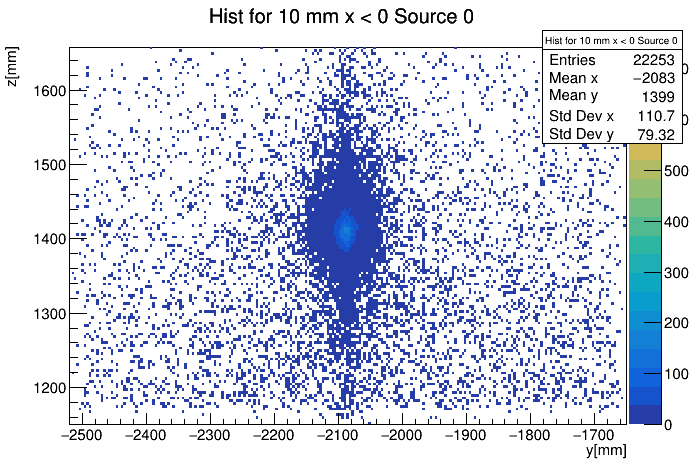 Hist for 10 mm x < 0 Source 0
z[mm]
Hist for 10 mm x < 0 Source 0
Entries 22253
Mean x −2083
Mean y 1399
Std Dev x 110.7
Std Dev y 79.32
1600
1500
1400
1300
1200
0
0
500
400
300
200
100
0
−2500 −2400 −2300 −2200 −2100 −2000 −1900 −1800 −1700
y[mm]